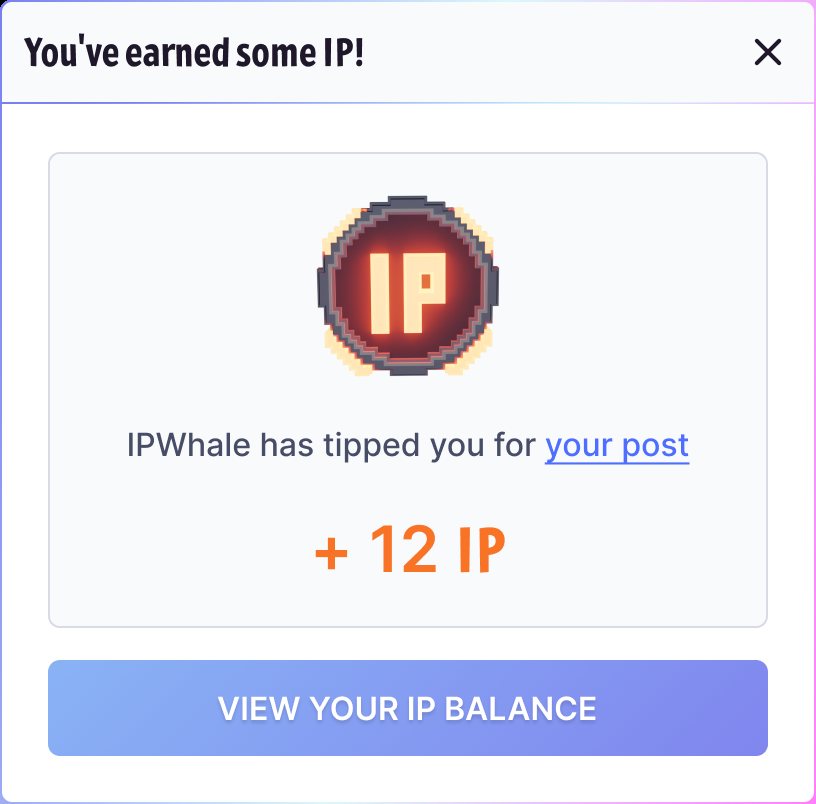 You've earned some IP!
IP
IPWhale has tipped you for your post
+ 12 IP
VIEW YOUR IP BALANCE